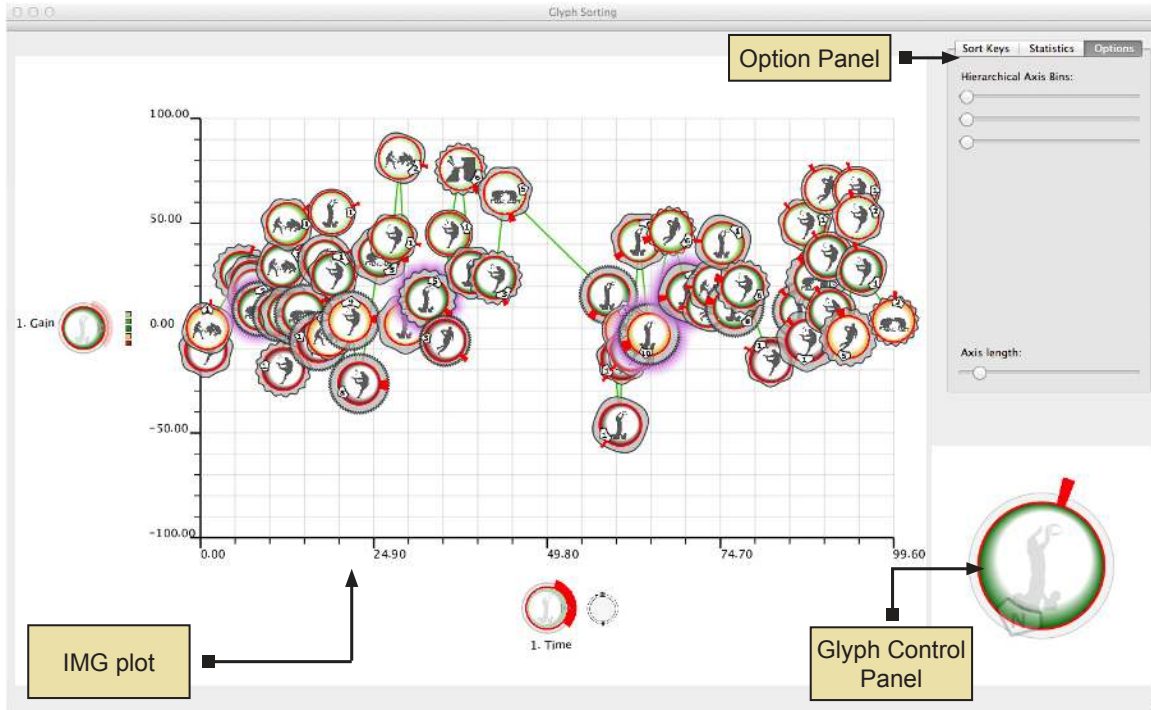 Glyph Sorting
Option Panel
Sort Keys
Statistics
Options
Hierarchical Axis Bins:
100.00
50.00
1. Gain
0.00
-50.00
-100.00
0.00
24.90
49.80
74.70
99.60
Axis length:
1. Time
IMG plot
N
Glyph Control
Panel